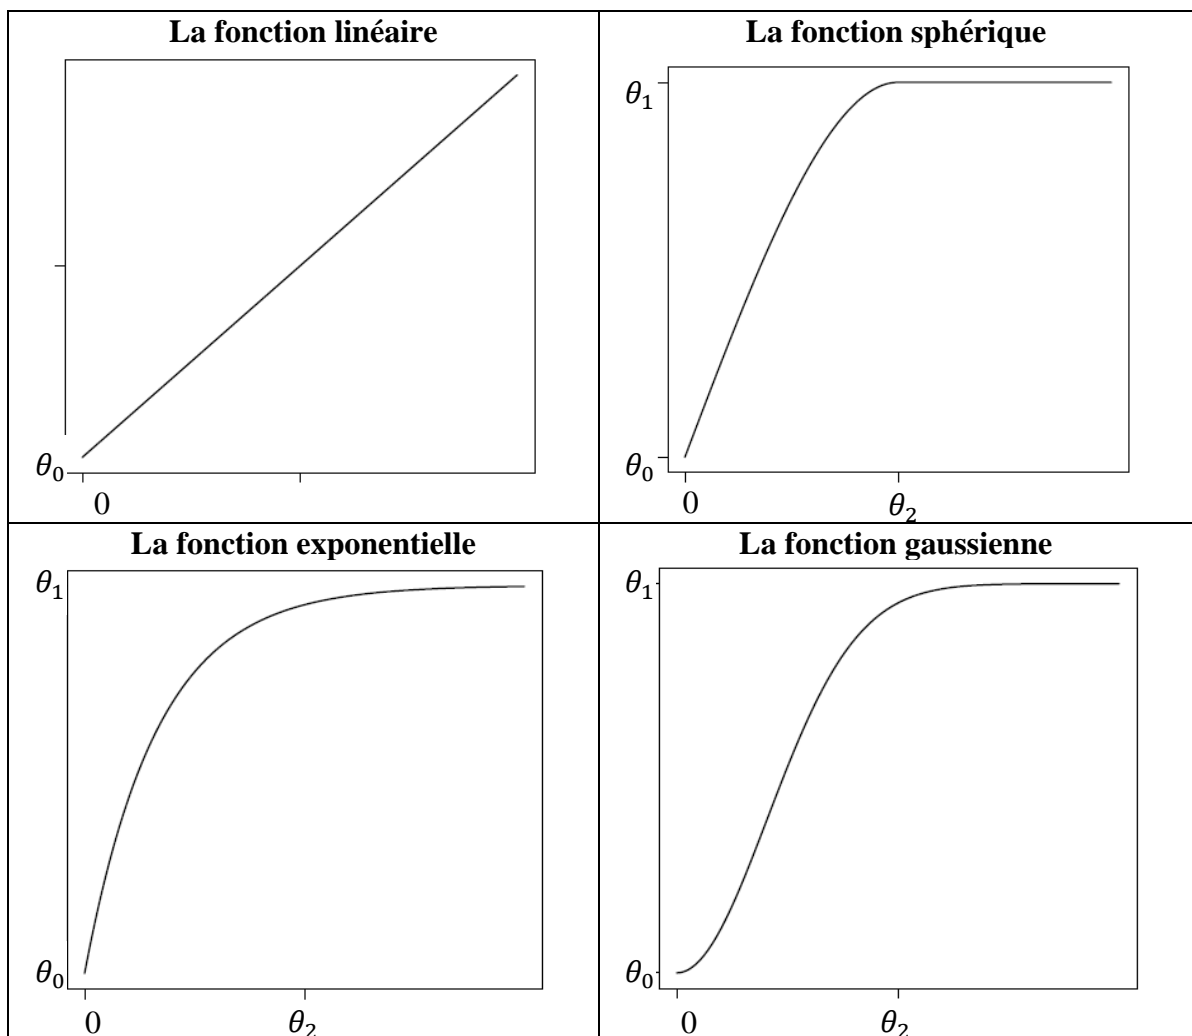 La fonction linéaire
θ₀
0
La fonction sphérique
θ₁
θ₀
0 θ₂
La fonction exponentielle
θ₁
θ₀
0 θ₂
La fonction gaussienne
θ₁
θ₀
0 θ₂